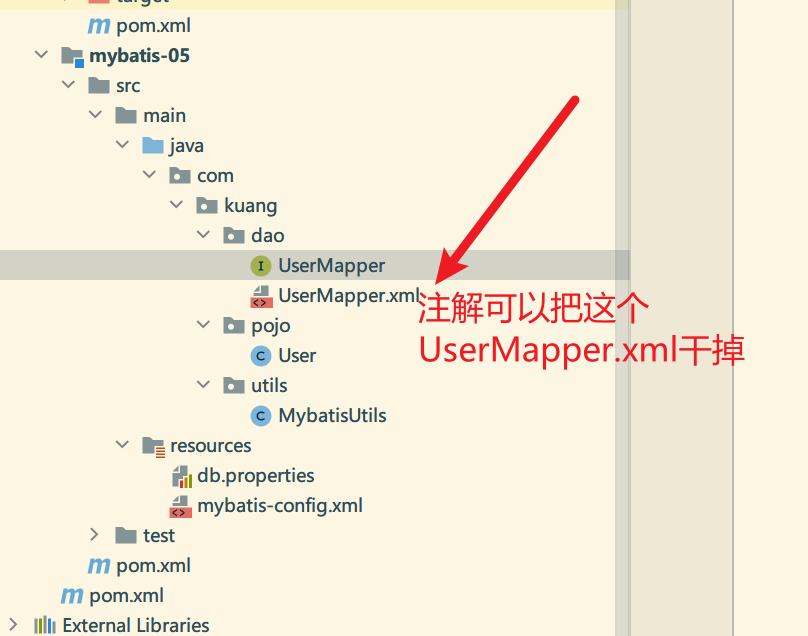 target
pom.xml
mybatis-05
src
main
java
com
kuang
dao
UserMapper
UserMapper.xml
注解可以把这个
UserMapper.xml干掉
pojo
User
utils
MybatisUtils
resources
db.properties
mybatis-config.xml
test
pom.xml
pom.xml
External Libraries